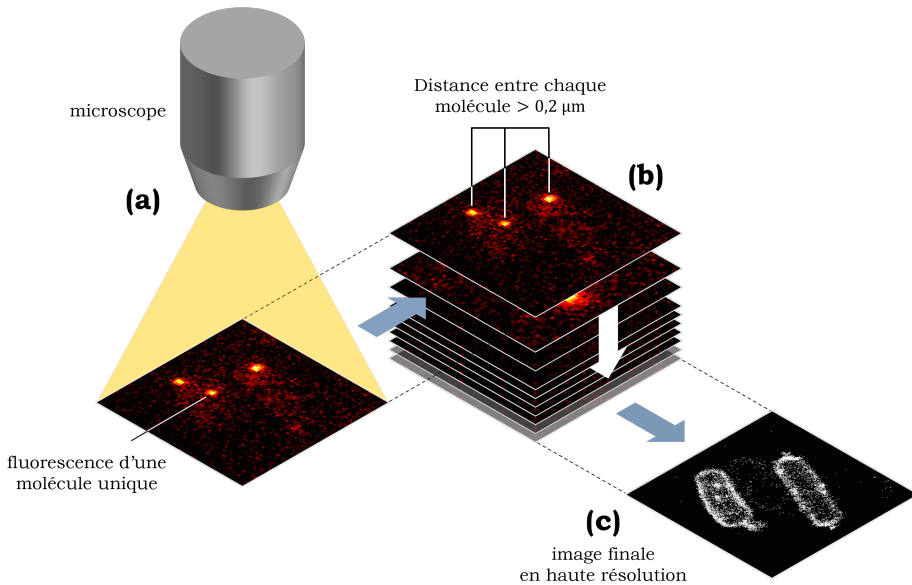 microscope
(a)
Distance entre chaque
molécule > 0,2 µm
(b)
fluorescence d’une
molécule unique
(c)
image finale
en haute résolution